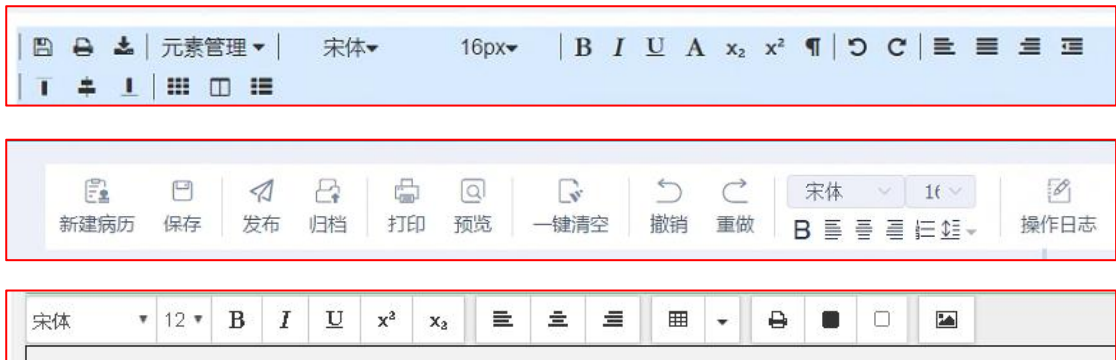 元素管理 宋体 16px B I U A x₂ x²
新建病历 保存 发布 归档 打印 预览 一键清空 撤销 重做 宋体 16 操作日志
B
宋体 12 B I U x² x₂